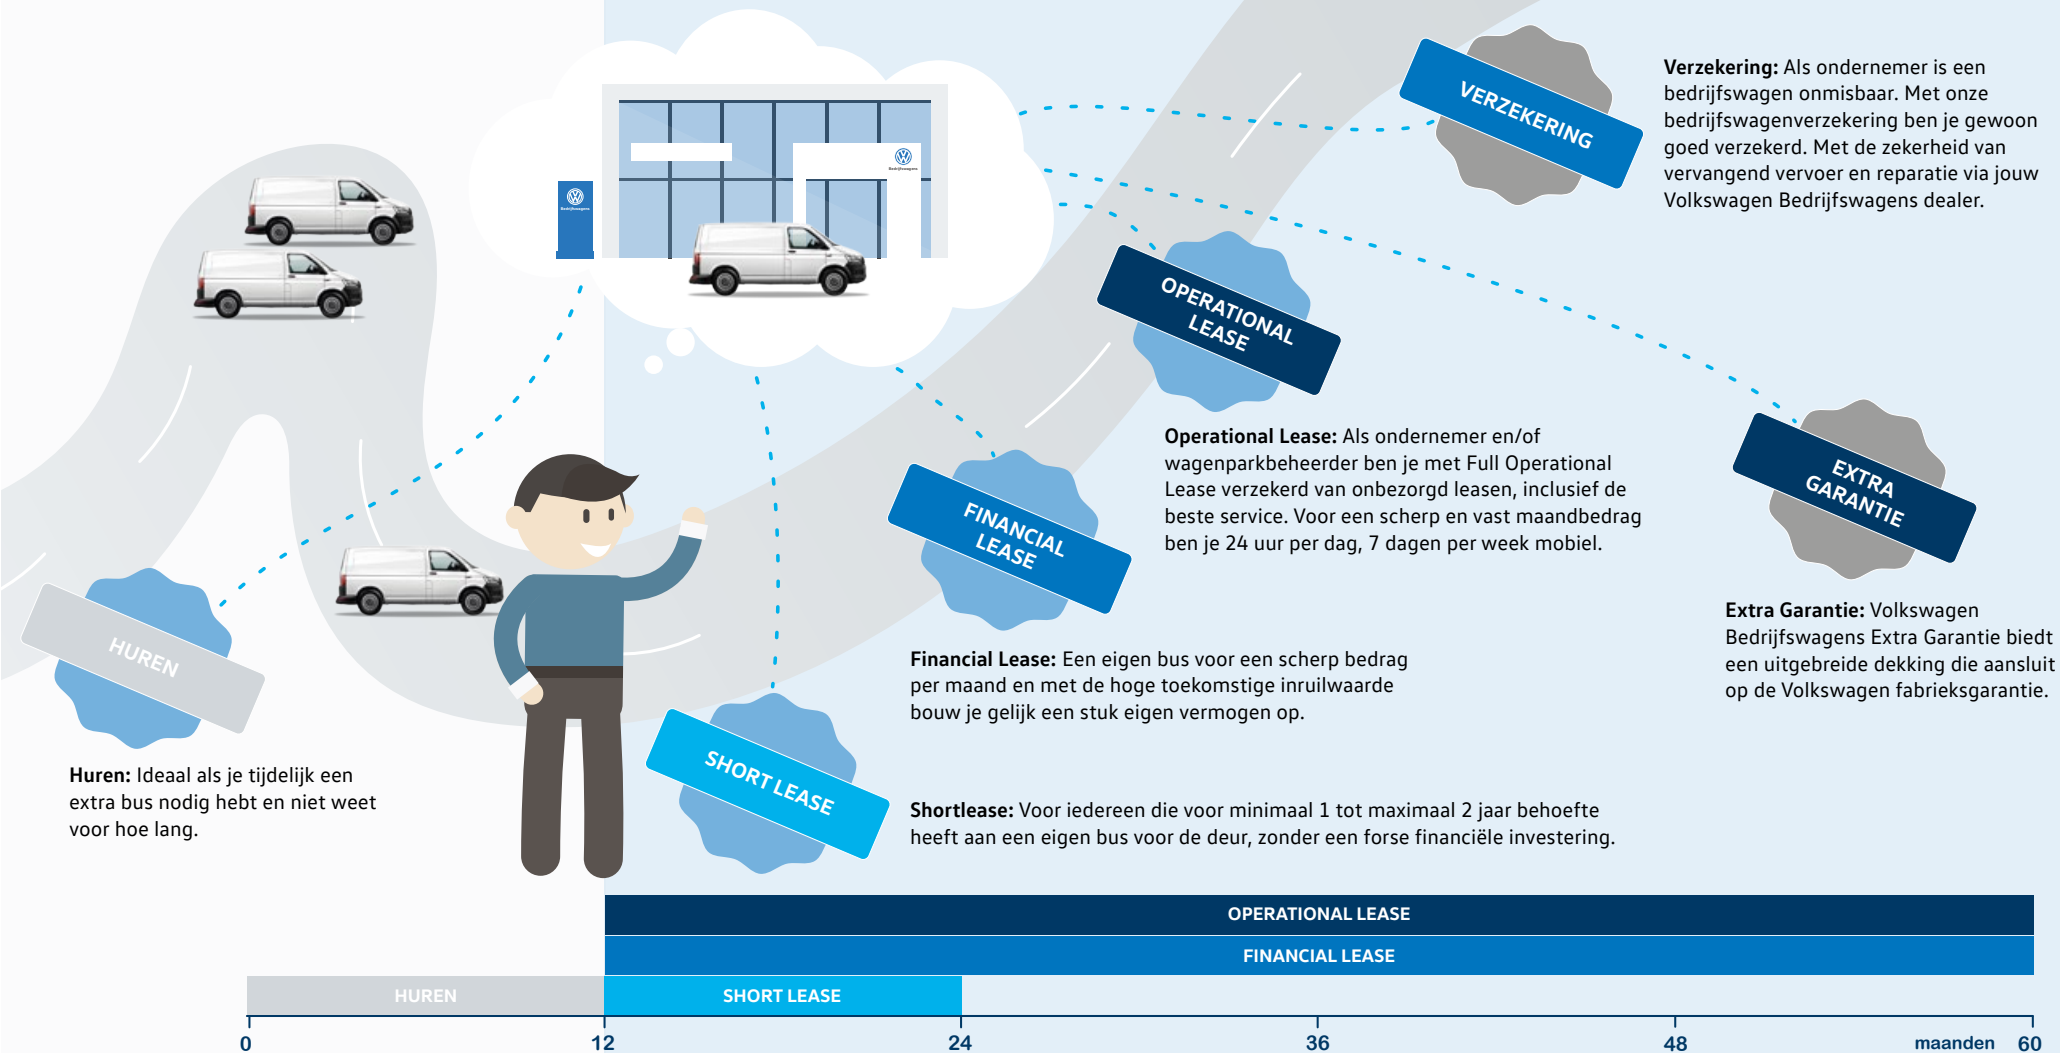 Bedrijfswagens
Bedrijfswagens
VERZEKERING
Verzekering: Als ondernemer is een
bedrijfswagen onmisbaar. Met onze
bedrijfswagenverzekering ben je gewoon
goed verzekerd. Met de zekerheid van
vervangend vervoer en reparatie via jouw
Volkswagen Bedrijfswagens dealer.
OPERATIONAL
LEASE
Operational Lease: Als ondernemer en/of
wagenparkbeheerder ben je met Full Operational
Lease verzekerd van onbezorgd leasen, inclusief de
beste service. Voor een scherp en vast maandbedrag
ben je 24 uur per dag, 7 dagen per week mobiel.
EXTRA
GARANTIE
Extra Garantie: Volkswagen
Bedrijfswagens Extra Garantie biedt
een uitgebreide dekking die aansluit
op de Volkswagen fabrieksgarantie.
FINANCIAL
LEASE
Financial Lease: Een eigen bus voor een scherp bedrag
per maand en met de hoge toekomstige inruilwaarde
bouw je gelijk een stuk eigen vermogen op.
HUREN
Huren: Ideaal als je tijdelijk een
extra bus nodig hebt en niet weet
voor hoe lang.
SHORT LEASE
Shortlease: Voor iedereen die voor minimaal 1 tot maximaal 2 jaar behoefte
heeft aan een eigen bus voor de deur, zonder een forse financiële investering.
OPERATIONAL LEASE
FINANCIAL LEASE
HUREN SHORT LEASE
0 12 24 36 48 maanden 60